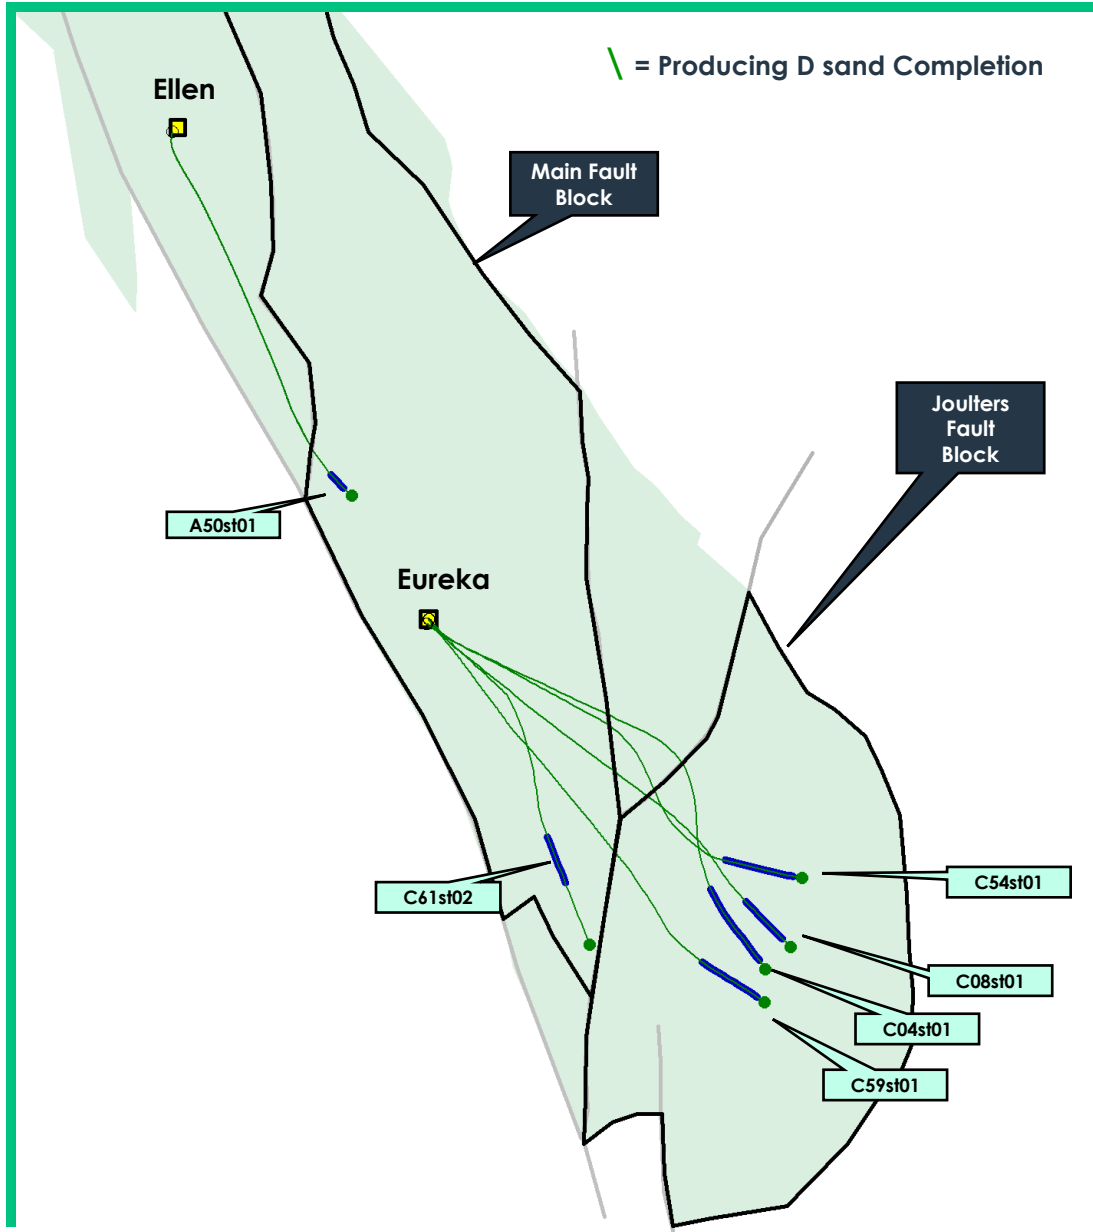 \ = Producing D sand Completion
Ellen
Main Fault
Block
Joulters
Fault
Block
A50st01
Eureka
C54st01
C61st02
C08st01
C04st01
C59st01